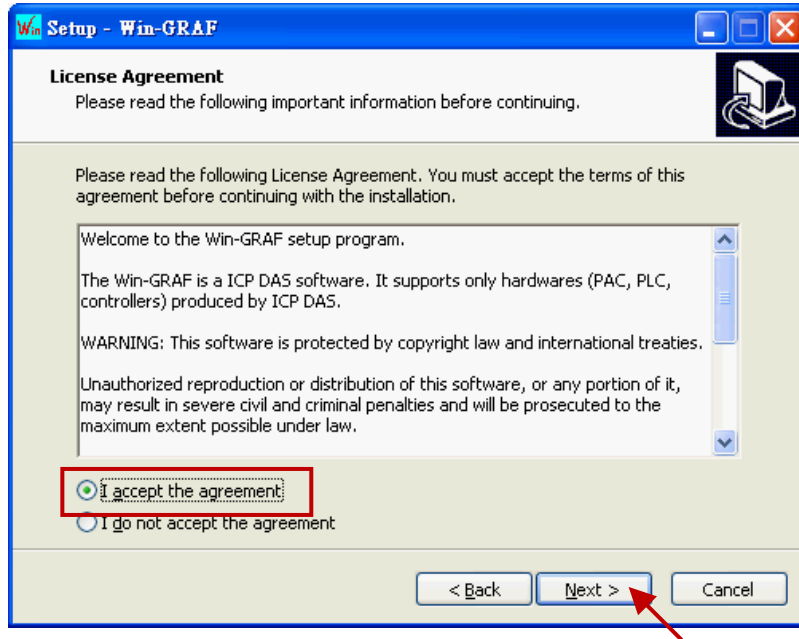 Win Setup - Win-GRAF
License Agreement
Please read the following important information before continuing.
Please read the following License Agreement. You must accept the terms of this
agreement before continuing with the installation.
Welcome to the Win-GRAF setup program.
The Win-GRAF is a ICP DAS software. It supports only hardwares (PAC, PLC,
controllers) produced by ICP DAS.
WARNING: This software is protected by copyright law and international treaties.
Unauthorized reproduction or distribution of this software, or any portion of it,
may result in severe civil and criminal penalties and will be prosecuted to the
maximum extent possible under law.
I accept the agreement
I do not accept the agreement
< Back Next > Cancel